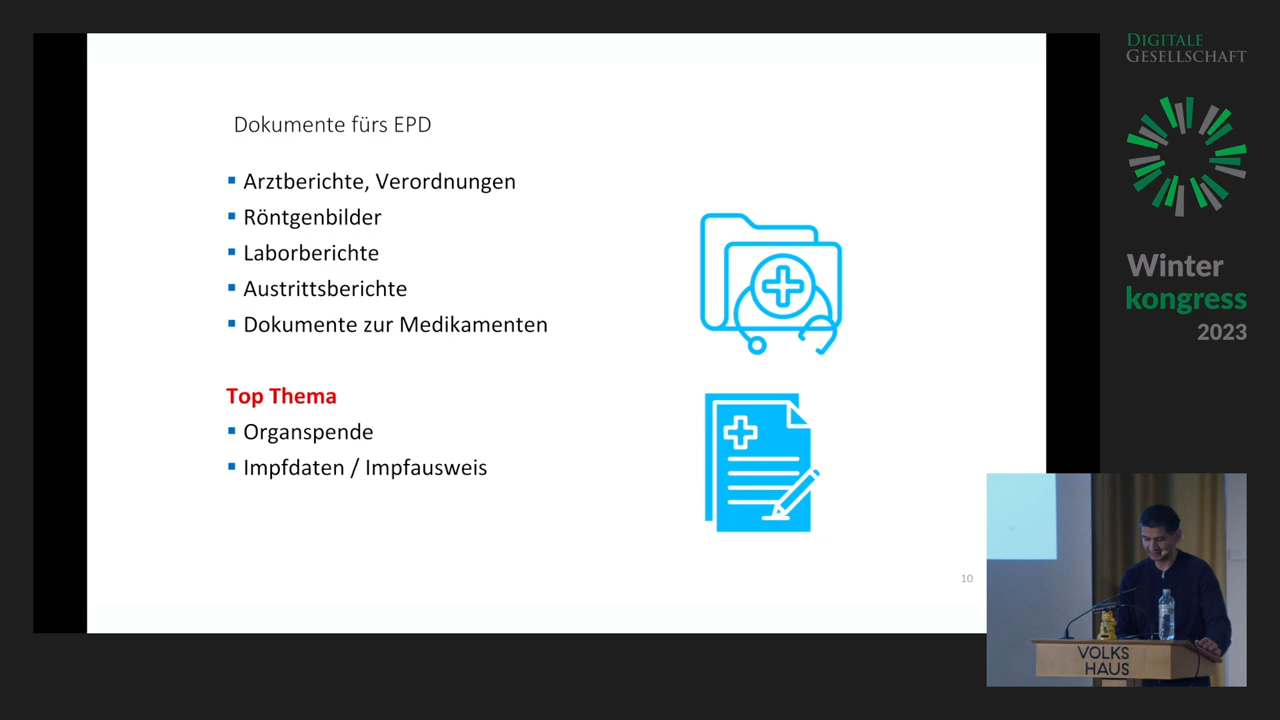 Dokumente fürs EPD
Arztberichte, Verordnungen
Röntgenbilder
Laborberichte
Austrittsberichte
Dokumente zur Medikamenten
Top Thema
Organspende
Impfdaten / Impfausweis
10
DIGITALE
GESELLSCHAFT
Winter
kongress
2023
VOLKS
HAUS